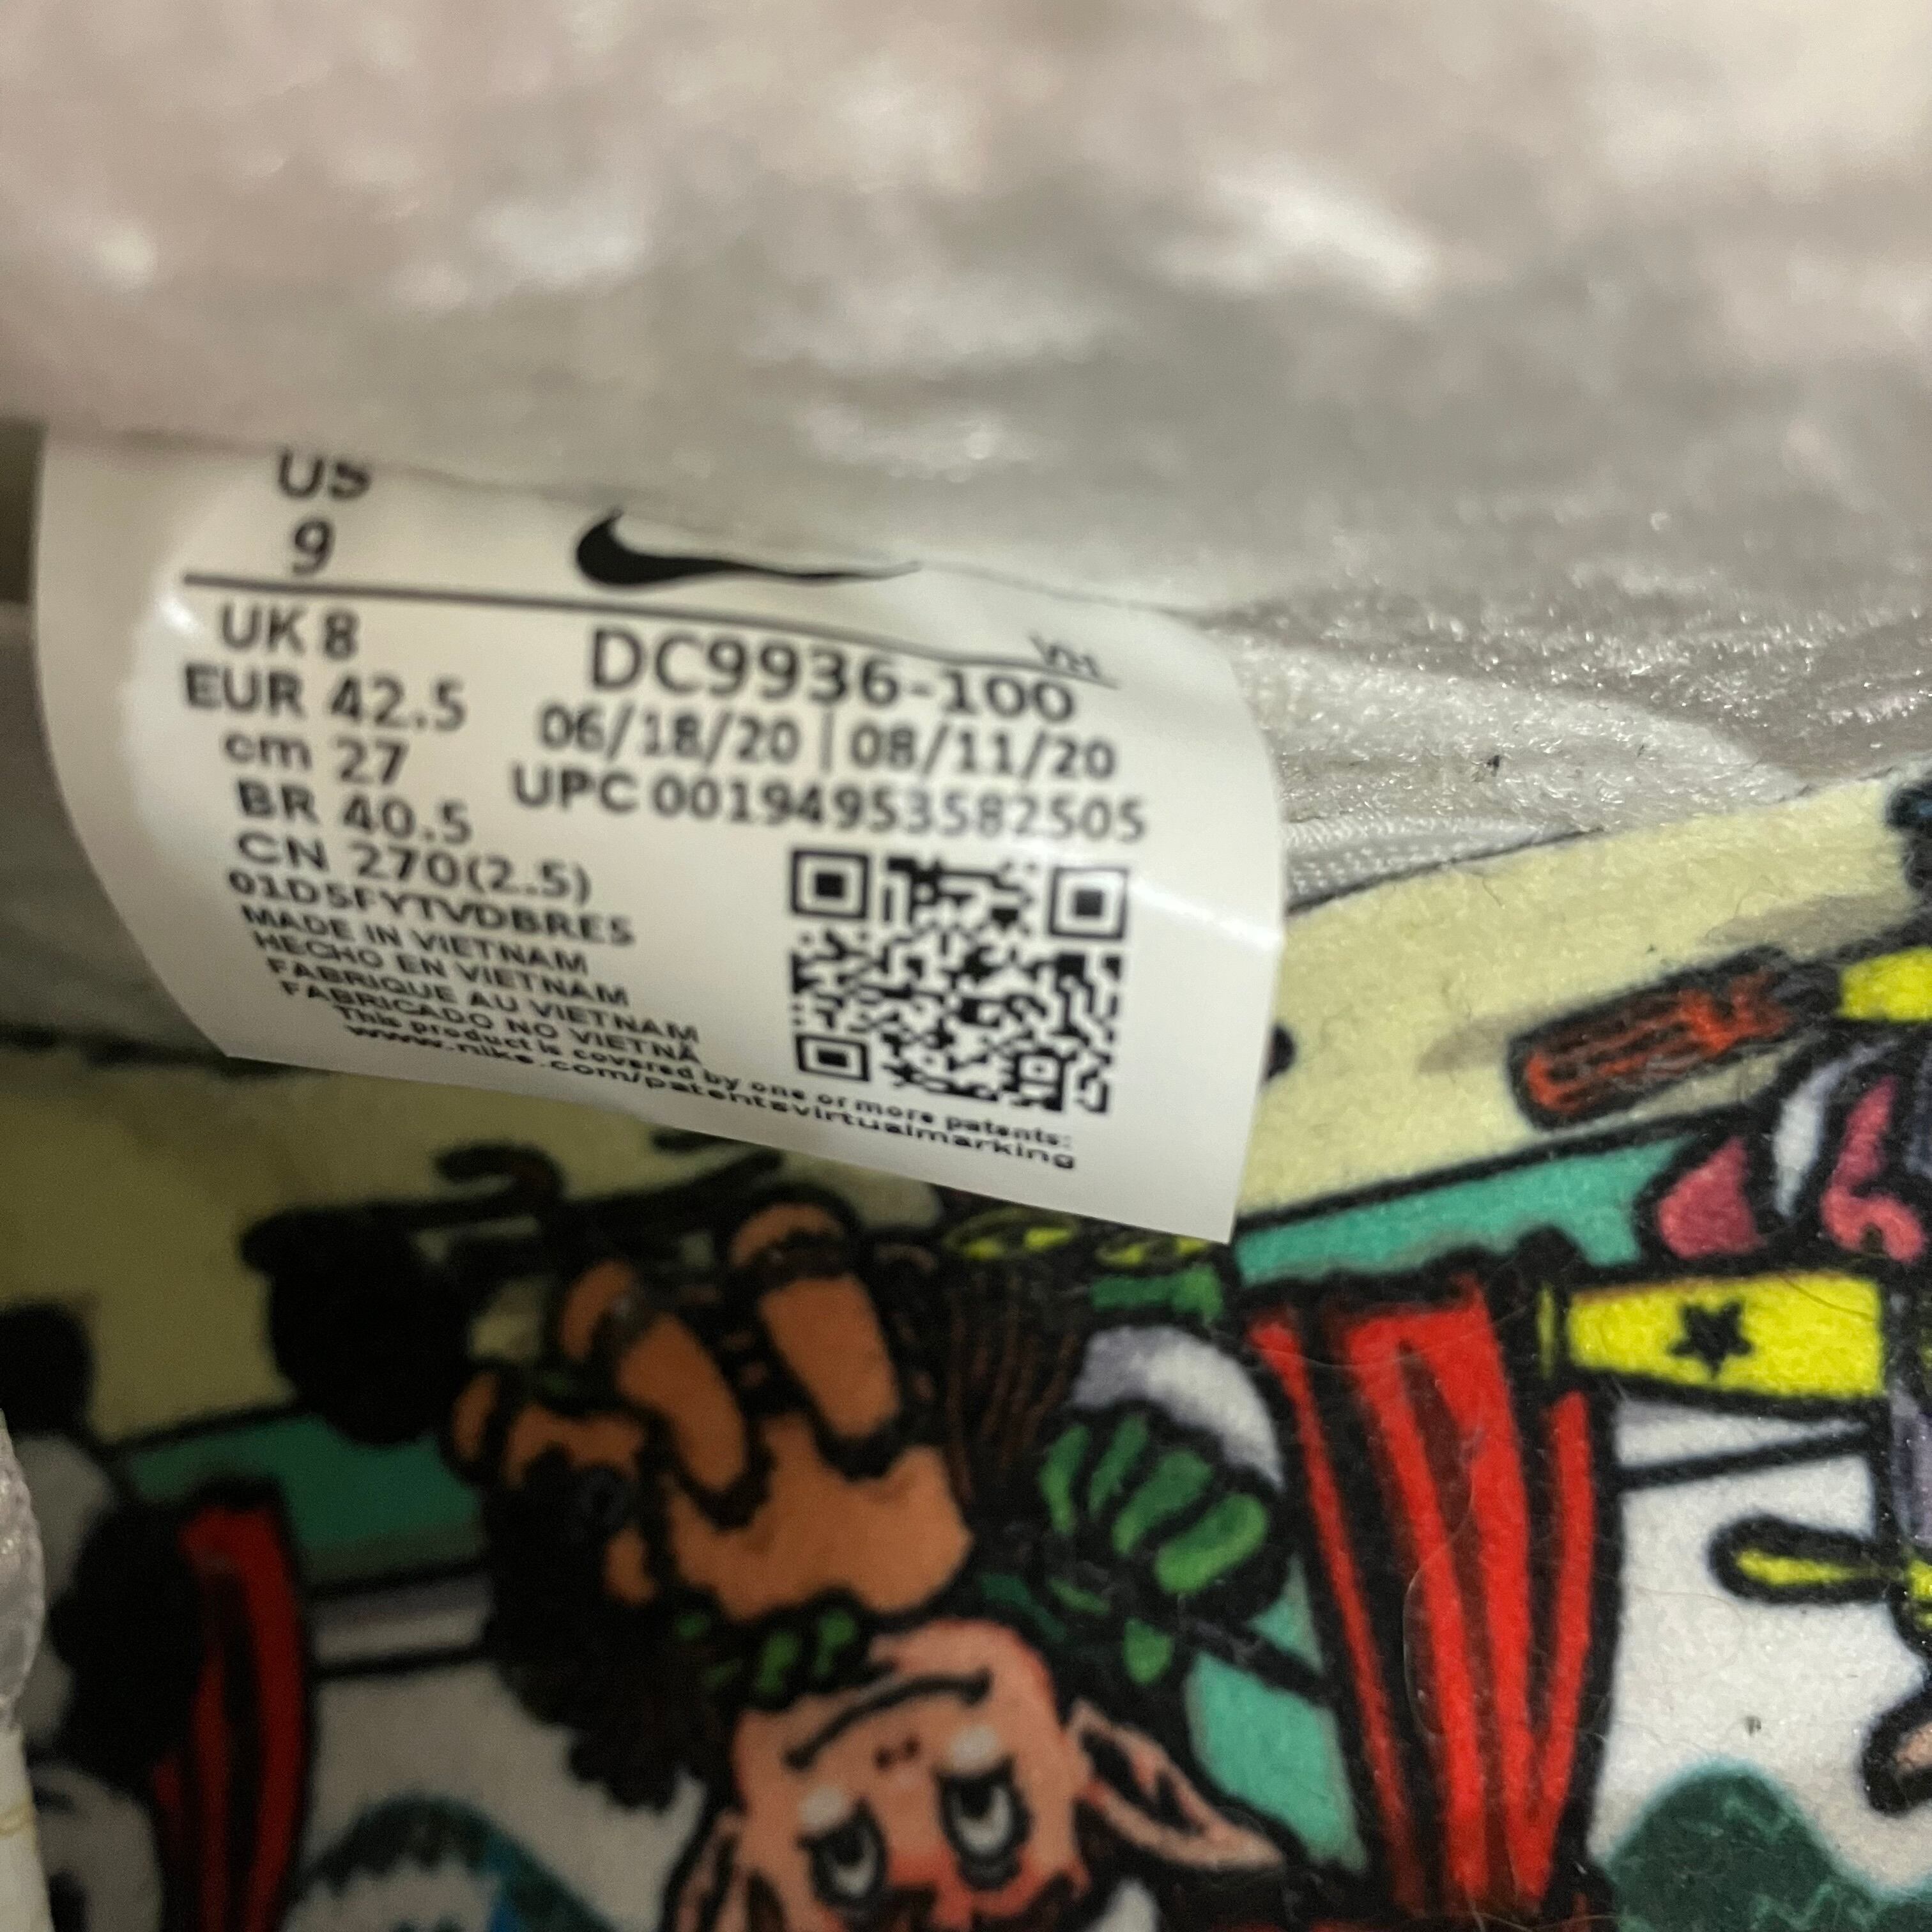 US
9
VN
UK 8
EUR 42.5
cm 27
BR 40.5
CN 270(2.5)
01D5FYTVDBRE5
MADE IN VIETNAM
HECHO EN VIETNAM
FABRIQUE AU VIETNAM
FABRICADO NO VIETNÃ
This product is covered by one or more patents:
www.nike.com/patentsvirtualmarking
DC9936-100
06/18/20 | 08/11/20
UPC 00194953582505